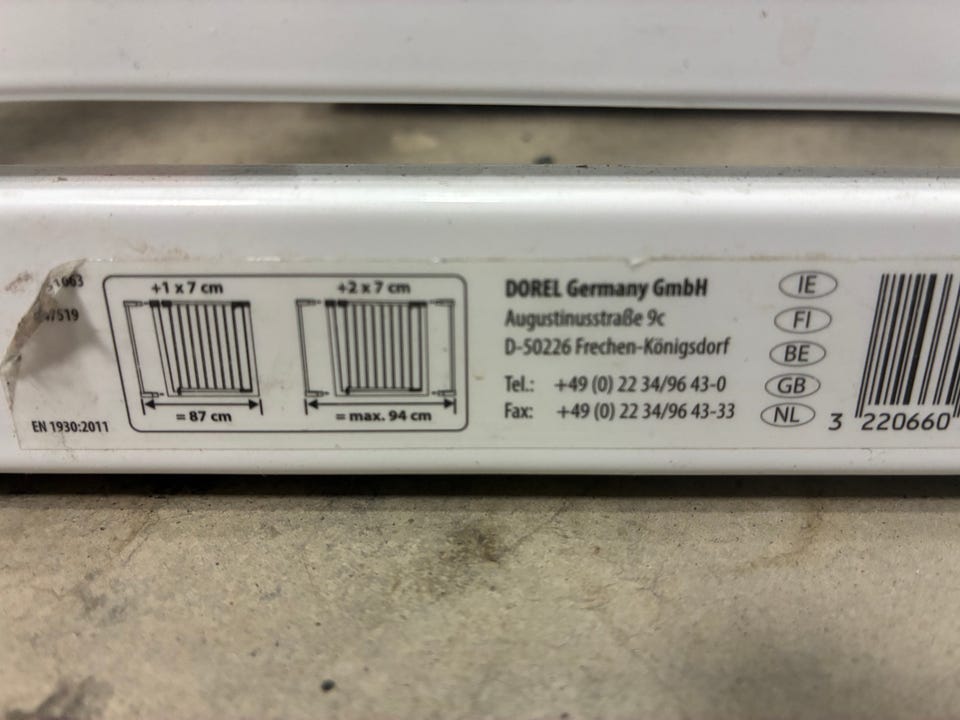 7519
EN 1930:2011
+1 x 7 cm
= 87 cm
+2 x 7 cm
= max. 94 cm
DOREL Germany GmbH
Augustinusstraße 9c
D-50226 Frechen-Königsdorf
Tel.: +49 (0) 22 34/96 43-0
Fax: +49 (0) 22 34/96 43-33
IE
FI
BE
GB
NL
3 220660